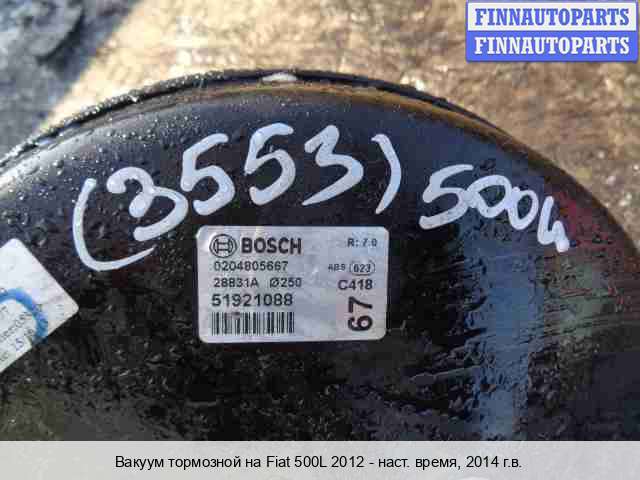 FINNAUTOPARTS
FINNAUTOPARTS
(3553) 500L
BOSCH R: 7.0
0204805667 ABS 023
28831A Ø250 C418
51921088
67
Вакуум тормозной на Fiat 500L 2012 - наст. время, 2014 г.в.